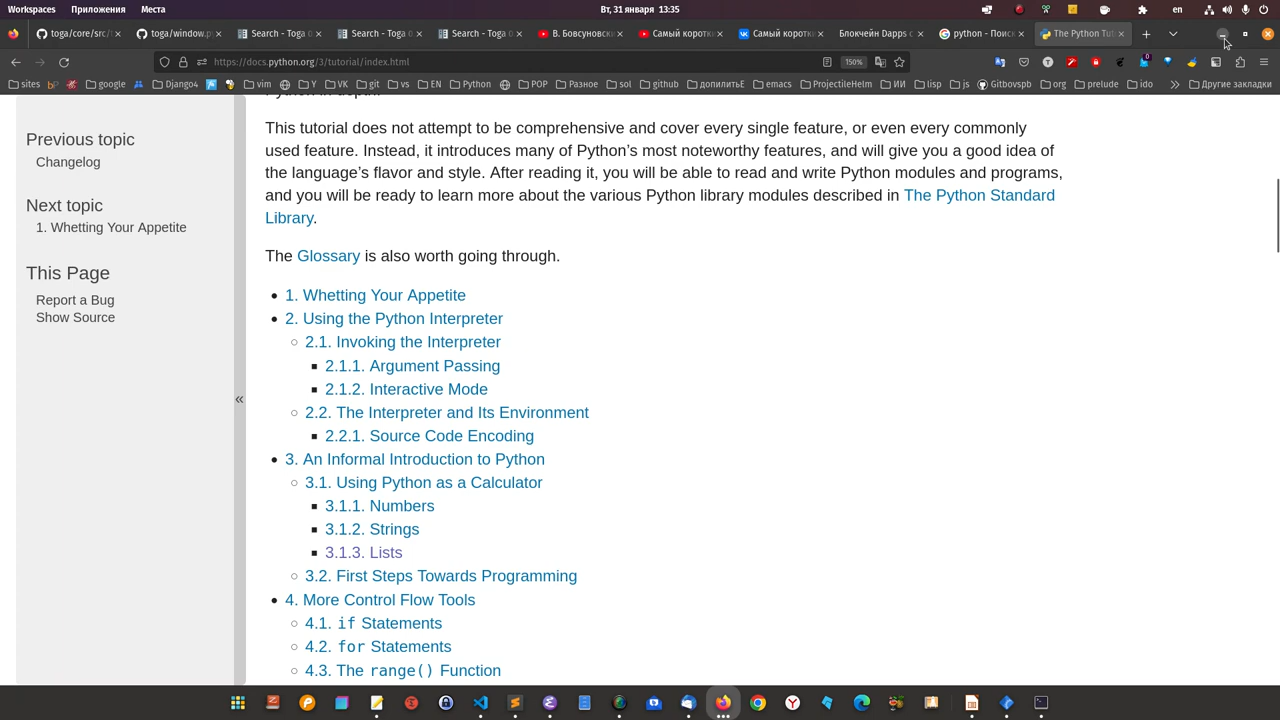 Workspaces Приложения Места Вт, 31 января 13:35 en
toga/core/src/ toga/window.p Search - Toga 0 Search - Toga 0 Search - Toga 0 В. Бовсуновски Самый коротки Самый коротки Блокчейн Dapps c python - Поиск The Python Tut
https://docs.python.org/3/tutorial/index.html 150%
sites google Django4 vim КК git vs EN Python POP Разное sol github допилитьЕ emacs ProjectileHelm ИИ lisp js Gitbovspb org prelude ido Другие закладки
Previous topic
Changelog
Next topic
1. Whetting Your Appetite
This Page
Report a Bug
Show Source
«
This tutorial does not attempt to be comprehensive and cover every single feature, or even every commonly
used feature. Instead, it introduces many of Python’s most noteworthy features, and will give you a good idea of
the language’s flavor and style. After reading it, you will be able to read and write Python modules and programs,
and you will be ready to learn more about the various Python library modules described in The Python Standard
Library.
The Glossary is also worth going through.
1. Whetting Your Appetite
2. Using the Python Interpreter
2.1. Invoking the Interpreter
2.1.1. Argument Passing
2.1.2. Interactive Mode
2.2. The Interpreter and Its Environment
2.2.1. Source Code Encoding
3. An Informal Introduction to Python
3.1. Using Python as a Calculator
3.1.1. Numbers
3.1.2. Strings
3.1.3. Lists
3.2. First Steps Towards Programming
4. More Control Flow Tools
4.1. if Statements
4.2. for Statements
4.3. The range() Function